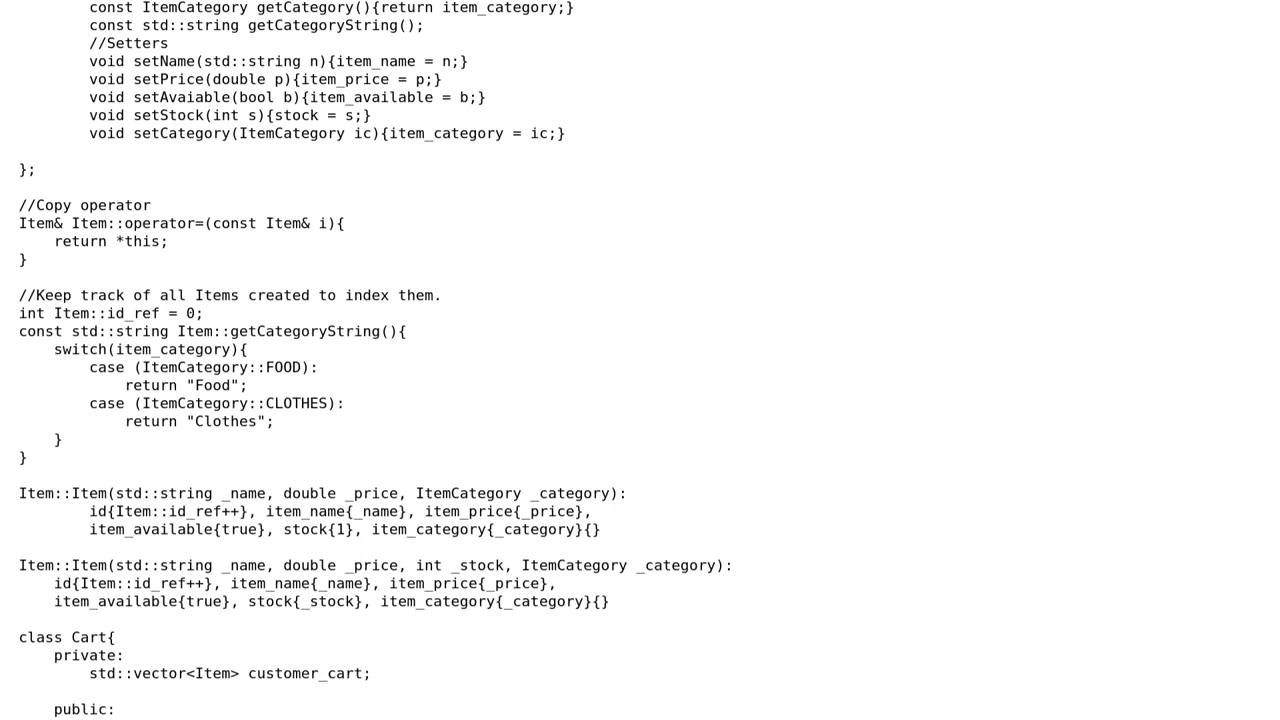 const ItemCategory getCategory(){return item_category;}
const std::string getCategoryString();
//Setters
void setName(std::string n){item_name = n;}
void setPrice(double p){item_price = p;}
void setAvaiable(bool b){item_available = b;}
void setStock(int s){stock = s;}
void setCategory(ItemCategory ic){item_category = ic;}
};
//Copy operator
Item& Item::operator=(const Item& i){
return *this;
}
//Keep track of all Items created to index them.
int Item::id_ref = 0;
const std::string Item::getCategoryString(){
switch(item_category){
case (ItemCategory::FOOD):
return "Food";
case (ItemCategory::CLOTHES):
return "Clothes";
}
}
Item::Item(std::string _name, double _price, ItemCategory _category):
id{Item::id_ref++}, item_name{_name}, item_price{_price},
item_available{true}, stock{1}, item_category{_category}{}
Item::Item(std::string _name, double _price, int _stock, ItemCategory _category):
id{Item::id_ref++}, item_name{_name}, item_price{_price},
item_available{true}, stock{_stock}, item_category{_category}{}
class Cart{
private:
std::vector<Item> customer_cart;
public: